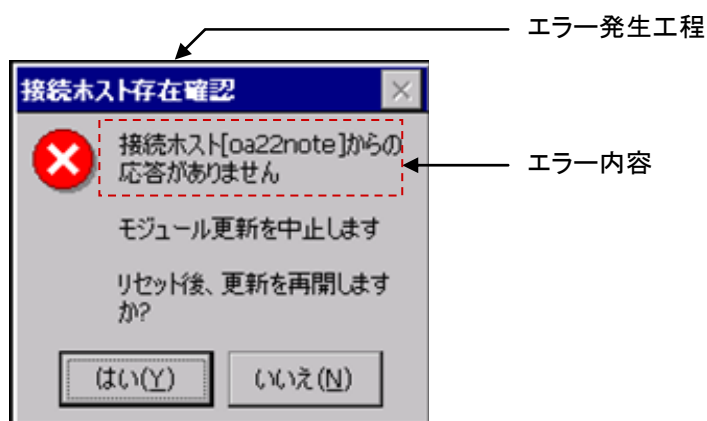 エラー発生工程
接続ホスト存在確認
接続ホスト[oa22note]からの
応答がありません
エラー内容
モジュール更新を中止します
リセット後、更新を再開します
か?
はい(Y)
いいえ(N)